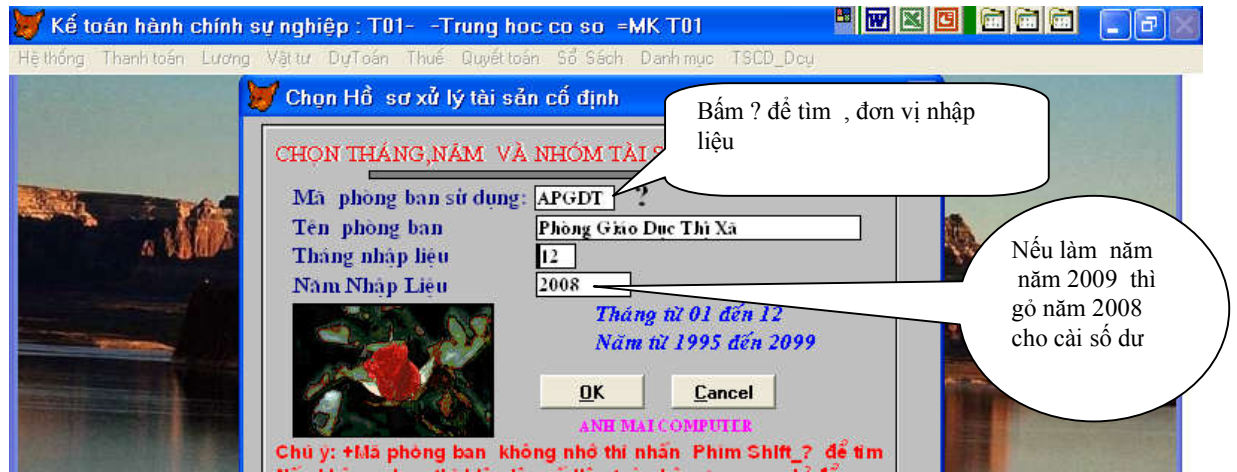 Kế toán hành chính sự nghiệp : T01- -Trung hoc co so =MK T01
Hệ thống Thanh toán Lương Vật tư DựToán Thuế Quyết toán Sổ Sách Danh mục TSCD_Dcụ
Chọn Hồ sơ xử lý tài sản cố định
Bấm ? để tìm , đơn vị nhập
liệu
CHỌN THÁNG,NĂM VÀ NHÓM TÀI
Mã phòng ban sử dụng: APGDT ?
Tên phòng ban Phòng Giáo Dục Thị Xã
Tháng nhập liệu 12
Năm Nhập Liệu 2008
Nếu làm năm
năm 2009 thì
gỏ năm 2008
cho cài số dư
Tháng từ 01 đến 12
Năm từ 1995 đến 2099
OK Cancel
ANH MAI COMPUTER
Chú ý: +Mã phòng ban không nhớ thì nhấn Phim Shift_? để tìm